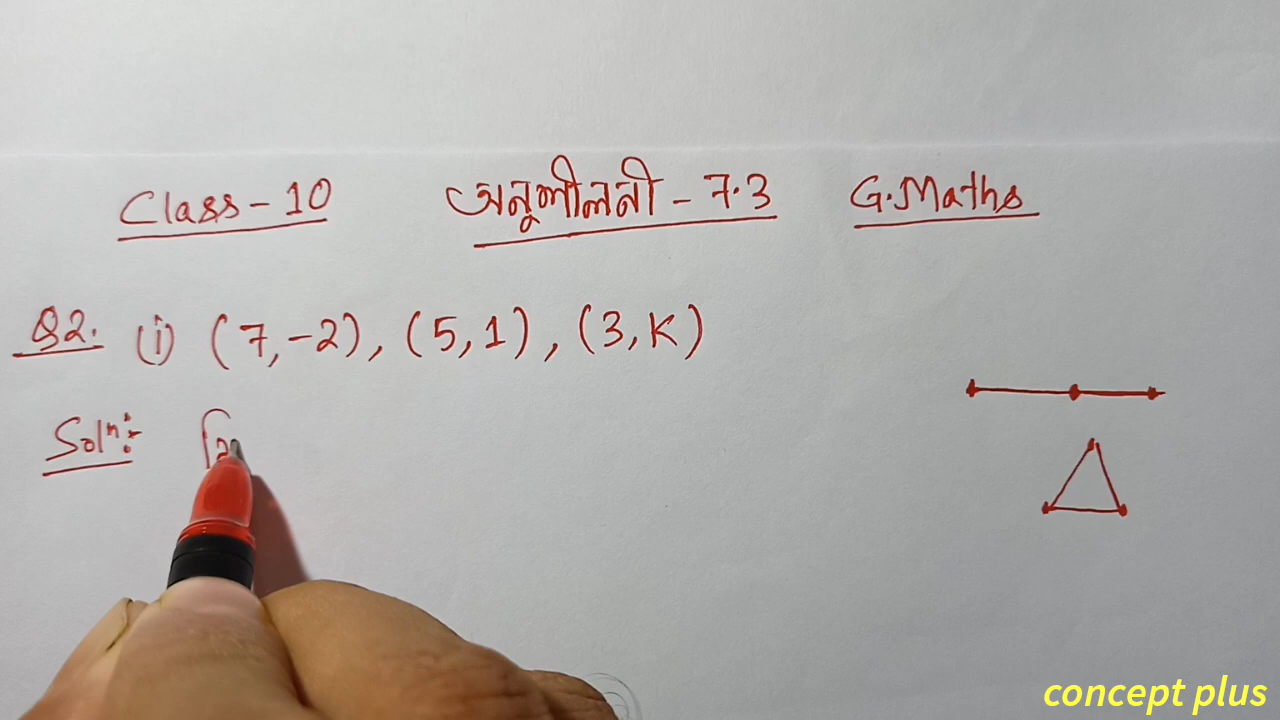 Class - 10 অনুশীলনী - 7.3 G.Maths
Q2. (i) (7, -2), (5, 1), (3, K)
Solⁿ:-
concept plus